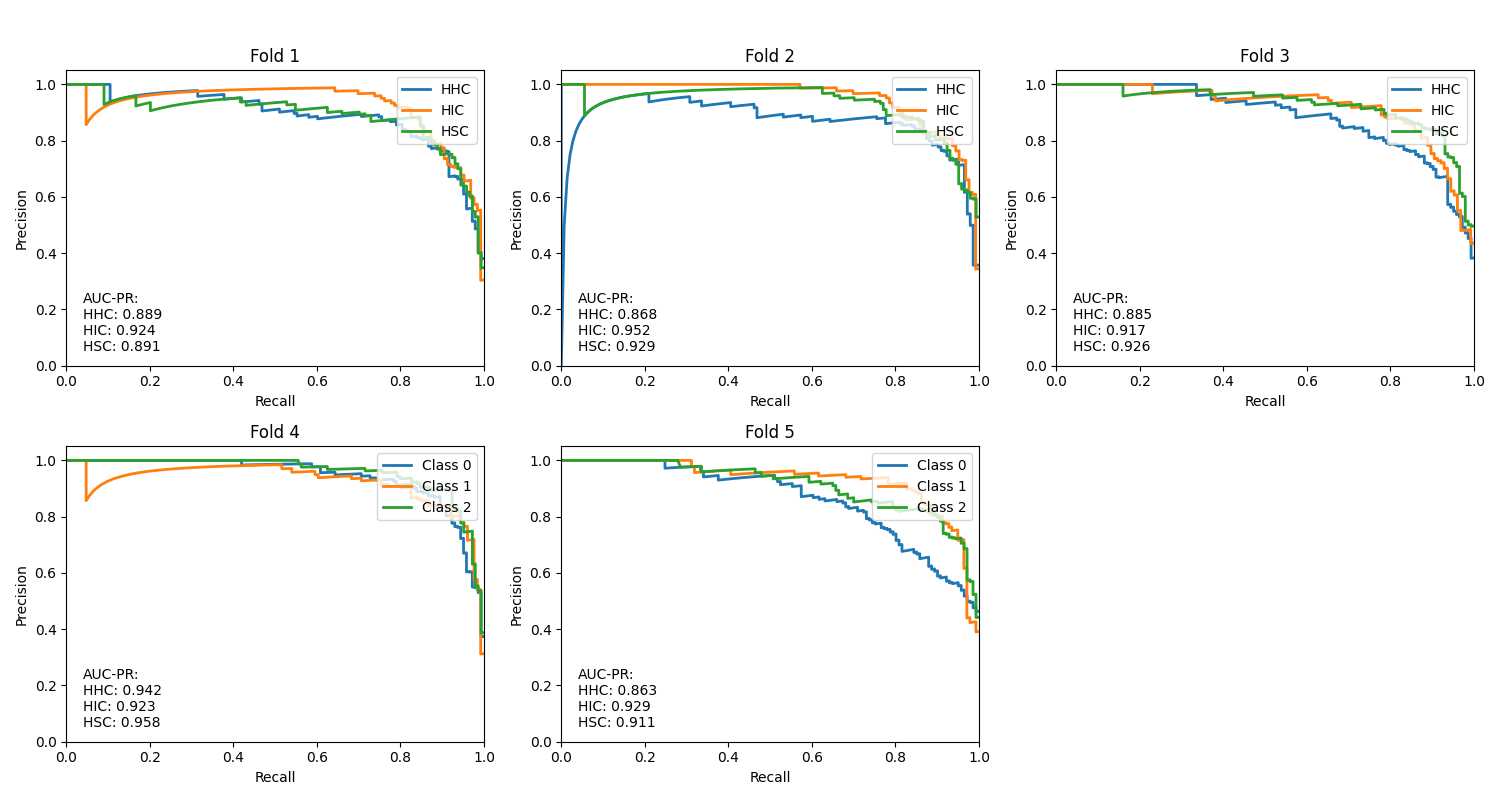 Fold 1
1.0
0.8
0.6
0.4
0.2
0.0
Precision
HHC
HIC
HSC
AUC-PR:
HHC: 0.889
HIC: 0.924
HSC: 0.891
0.0 0.2 0.4 0.6 0.8 1.0
Recall
Fold 2
1.0
0.8
0.6
0.4
0.2
0.0
Precision
HHC
HIC
HSC
AUC-PR:
HHC: 0.868
HIC: 0.952
HSC: 0.929
0.0 0.2 0.4 0.6 0.8 1.0
Recall
Fold 3
1.0
0.8
0.6
0.4
0.2
0.0
Precision
HHC
HIC
HSC
AUC-PR:
HHC: 0.885
HIC: 0.917
HSC: 0.926
0.0 0.2 0.4 0.6 0.8 1.0
Recall
Fold 4
1.0
0.8
0.6
0.4
0.2
0.0
Precision
Class 0
Class 1
Class 2
AUC-PR:
HHC: 0.942
HIC: 0.923
HSC: 0.958
0.0 0.2 0.4 0.6 0.8 1.0
Recall
Fold 5
1.0
0.8
0.6
0.4
0.2
0.0
Precision
Class 0
Class 1
Class 2
AUC-PR:
HHC: 0.863
HIC: 0.929
HSC: 0.911
0.0 0.2 0.4 0.6 0.8 1.0
Recall